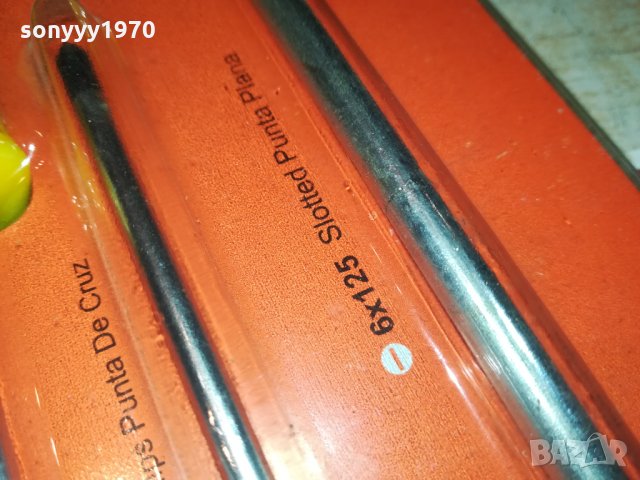 sonyyy1970
6x125 Slotted Punta Plana
Punta De Cruz
BAZAR